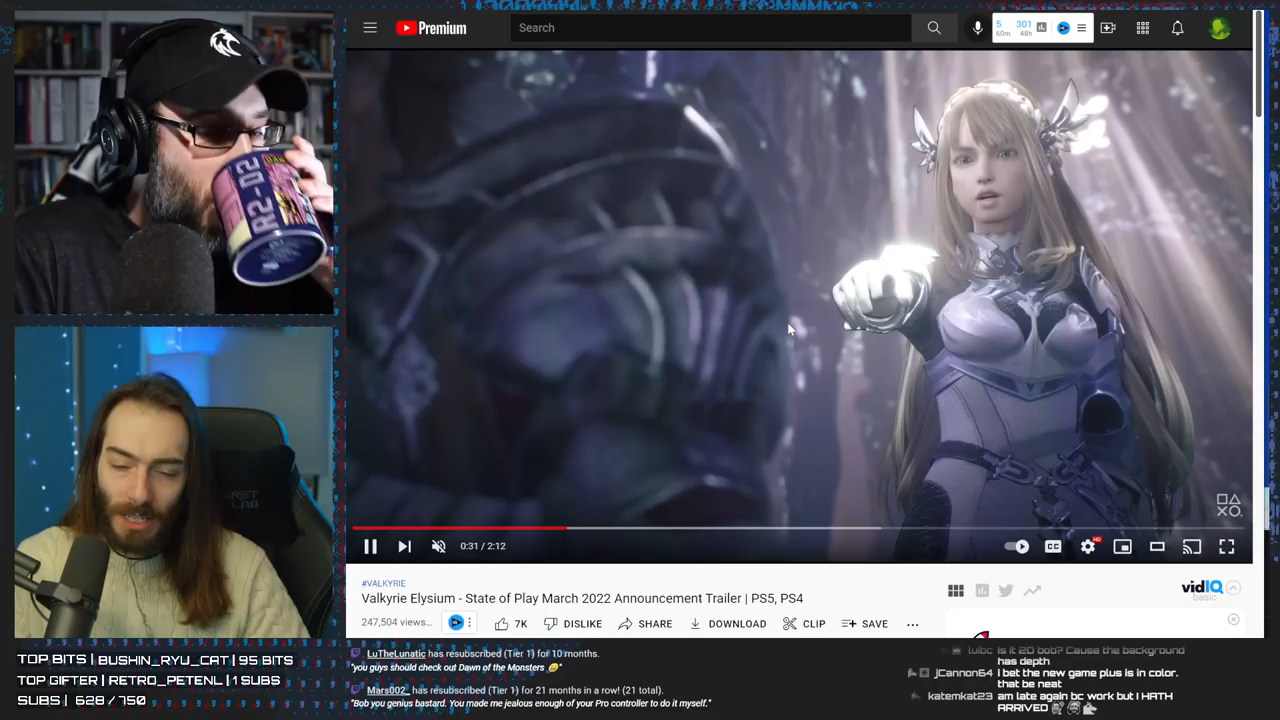 R2-D2
Premium
Search
5
60m
301
48h
0:31 / 2:12
CC
HD
#VALKYRIE
Valkyrie Elysium - State of Play March 2022 Announcement Trailer | PS5, PS4
247,504 views...
7K
DISLIKE
SHARE
DOWNLOAD
CLIP
SAVE
...
vidIQ
basic
TOP BITS | BUSHIN_RYU_CAT | 95 BITS
TOP GIFTER | RETRO_PETENL | 1 SUBS
SUBS | 628 / 750
LuTheLunatic has resubscribed (Tier 1) for 10 months.
"you giys should check out Dawn of the Monsters"
Mars002_ has resubscribed (Tier 1) for 21 months in a row! (21 total).
"Bob you genius bastard. You made me jealous enough of your Pro controller to do it myself."
is it 2D bob? Cause the background
has depth
jCannon64 i bet the new game plus is in color.
that be neat
katemkat23 am late again bc work but I HATH
ARRIVED